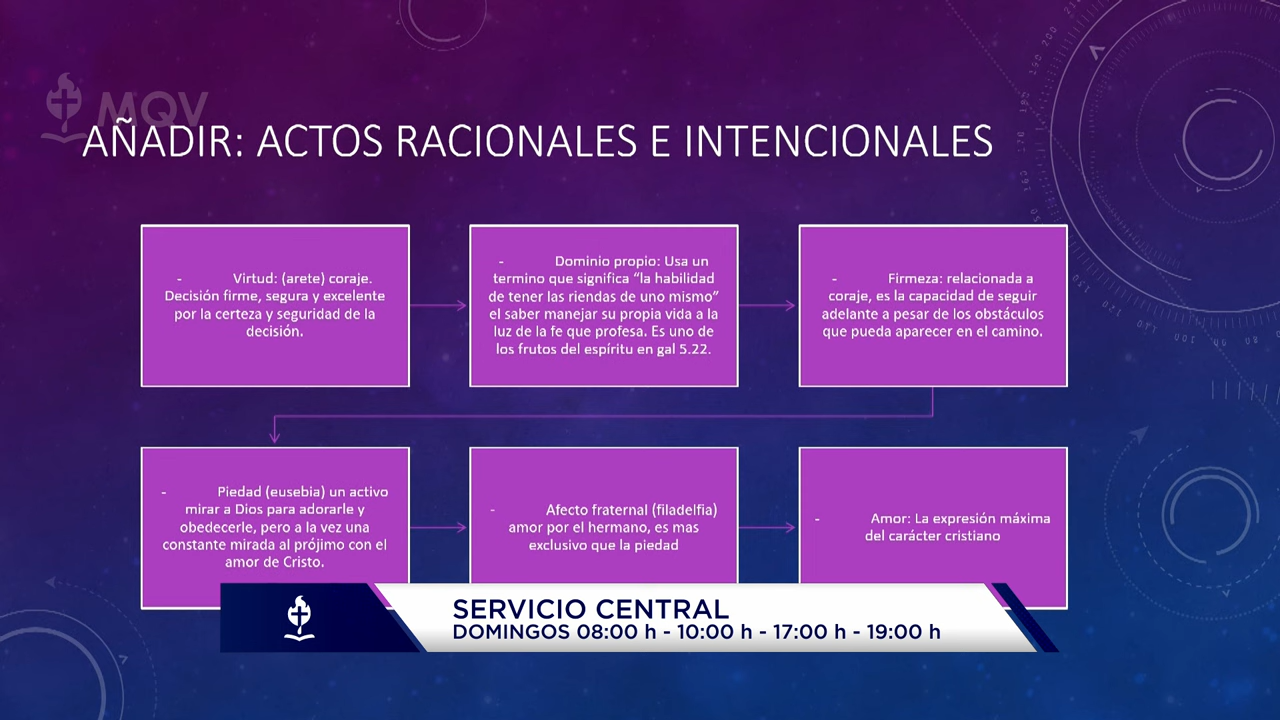 MQV
AÑADIR: ACTOS RACIONALES E INTENCIONALES
- Virtud: (arete) coraje.
Decisión firme, segura y excelente
por la certeza y seguridad de la
decisión.
- Dominio propio: Usa un
termino que significa “la habilidad
de tener las riendas de uno mismo”
el saber manejar su propia vida a la
luz de la fe que profesa. Es uno de
los frutos del espíritu en gal 5.22.
- Firmeza: relacionada a
coraje, es la capacidad de seguir
adelante a pesar de los obstáculos
que pueda aparecer en el camino.
- Piedad (eusebia) un activo
mirar a Dios para adorarle y
obedecerle, pero a la vez una
constante mirada al prójimo con el
amor de Cristo.
- Afecto fraternal (filadelfia)
amor por el hermano, es mas
exclusivo que la piedad
- Amor: La expresión máxima
del carácter cristiano
SERVICIO CENTRAL
DOMINGOS 08:00 h - 10:00 h - 17:00 h - 19:00 h